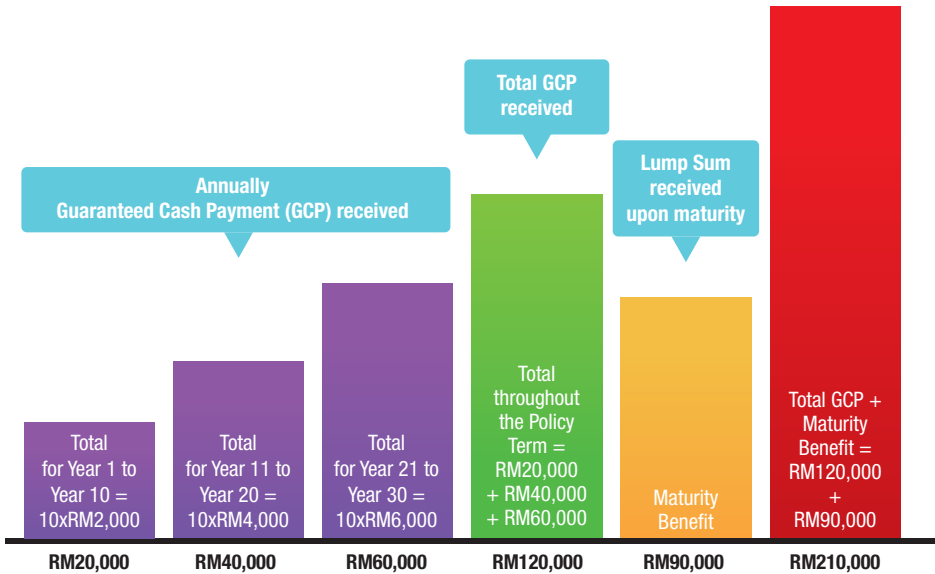 Annually
Guaranteed Cash Payment (GCP) received
Total GCP
received
Lump Sum
received
upon maturity
Total
for Year 1 to
Year 10 =
10xRM2,000
Total
for Year 11 to
Year 20 =
10xRM4,000
Total
for Year 21 to
Year 30 =
10xRM6,000
Total
throughout
the Policy
Term =
RM20,000
+ RM40,000
+ RM60,000
Maturity
Benefit
Total GCP +
Maturity
Benefit =
RM120,000
+
RM90,000
RM20,000
RM40,000
RM60,000
RM120,000
RM90,000
RM210,000